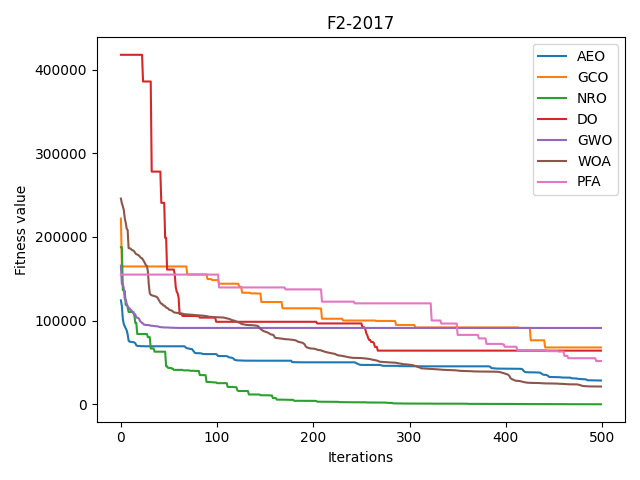 F2-2017
Fitness value
400000
300000
200000
100000
0
0 100 200 300 400 500
Iterations
AEO
GCO
NRO
DO
GWO
WOA
PFA